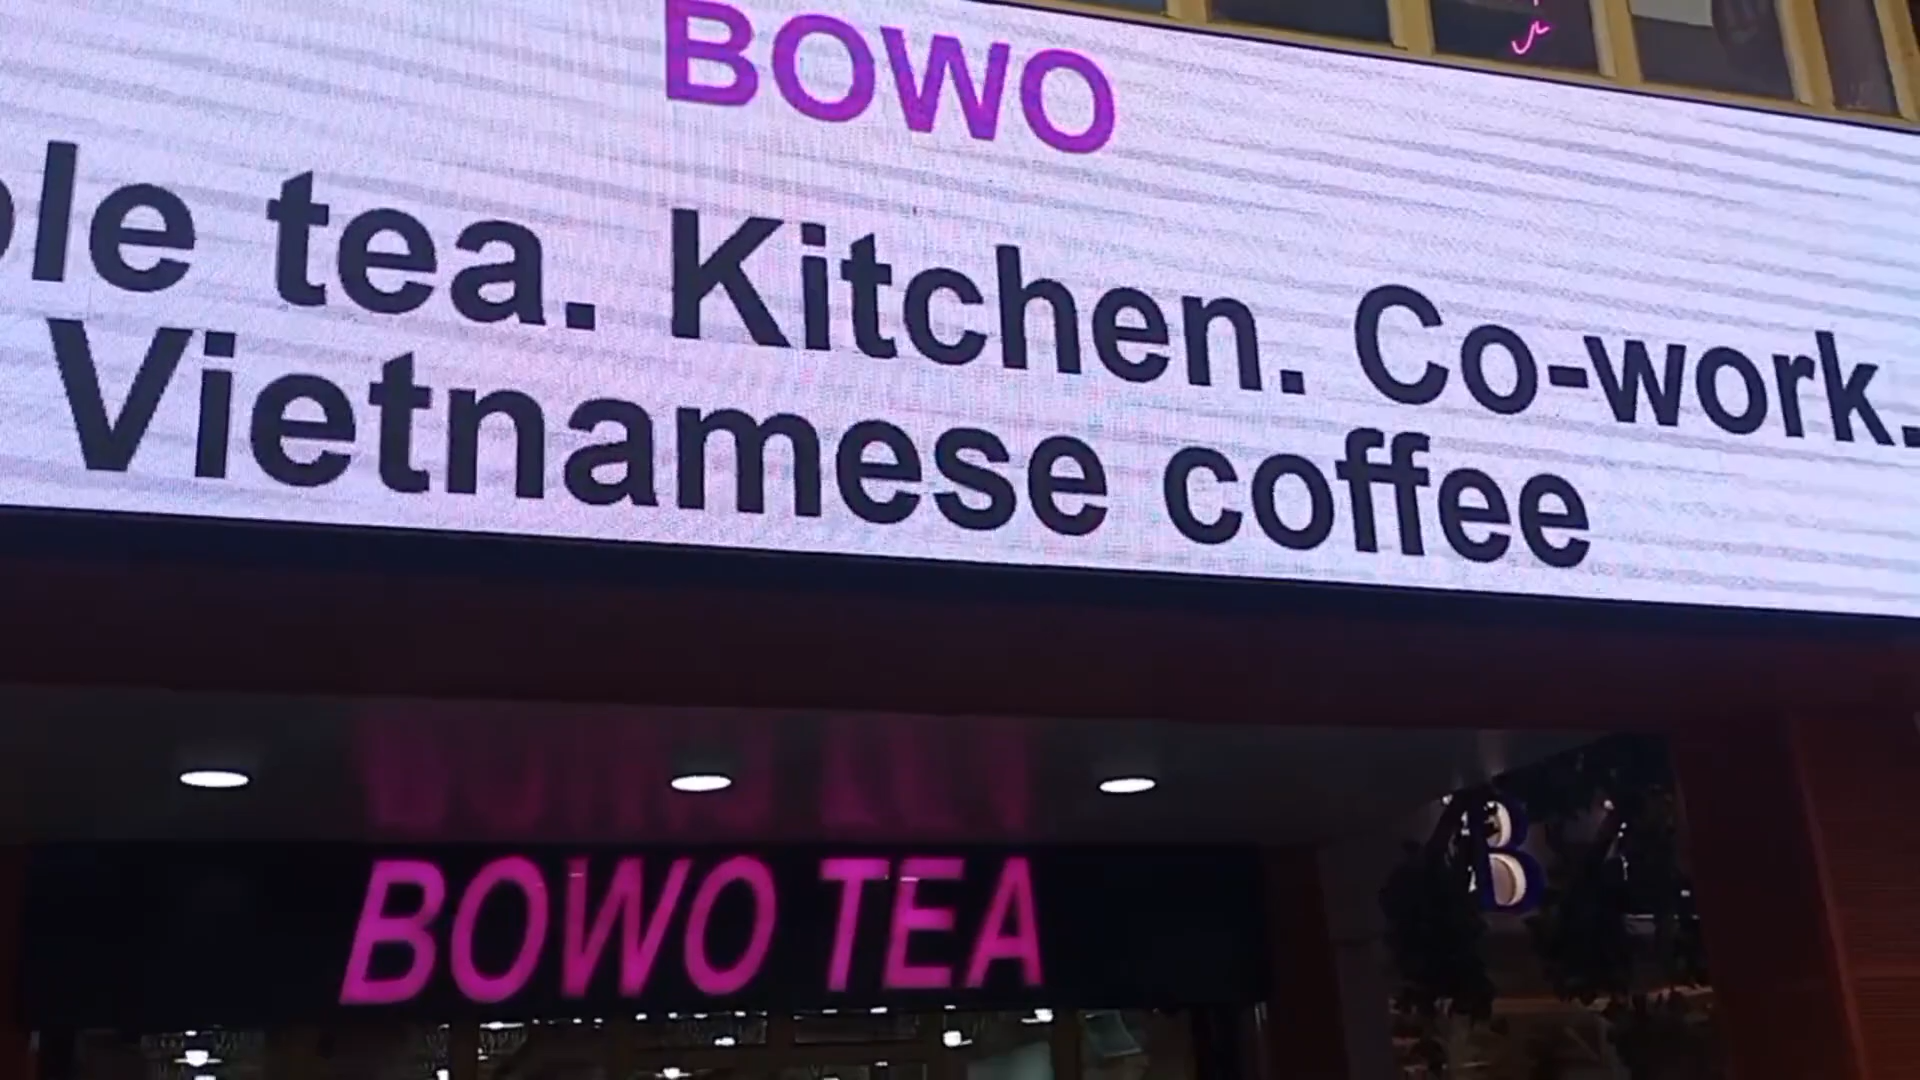 BOWO
ble tea. Kitchen. Co-work.
Vietnamese coffee
BOWO TEA
B